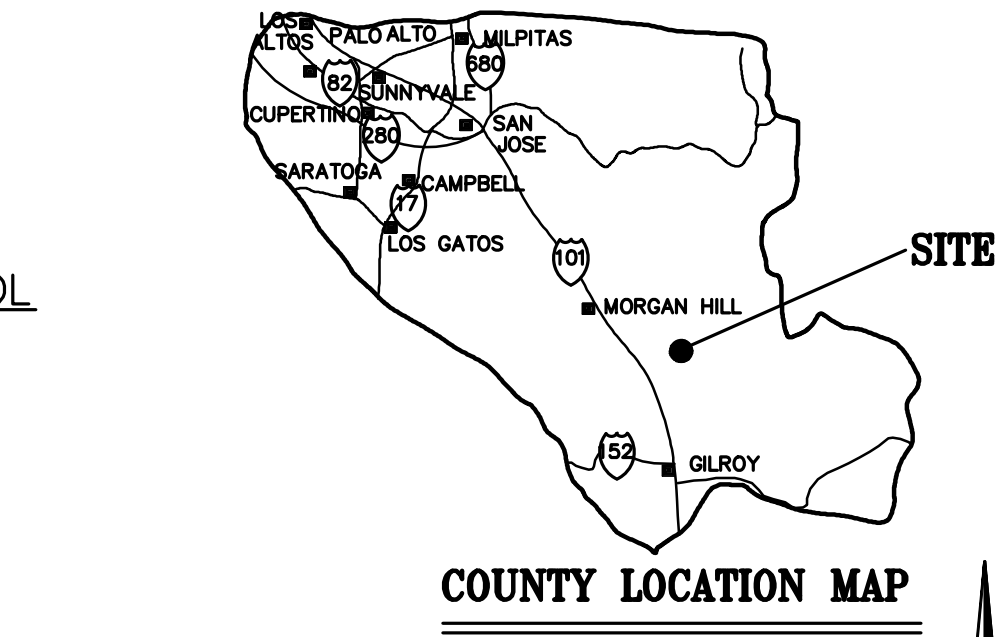 LOS
ALTOS
PALO ALTO
MILPITAS
680
82
SUNNYVALE
CUPERTINO
280
SAN
JOSE
SARATOGA
CAMPBELL
17
LOS GATOS
SITE
101
MORGAN HILL
OL
152
GILROY
COUNTY LOCATION MAP